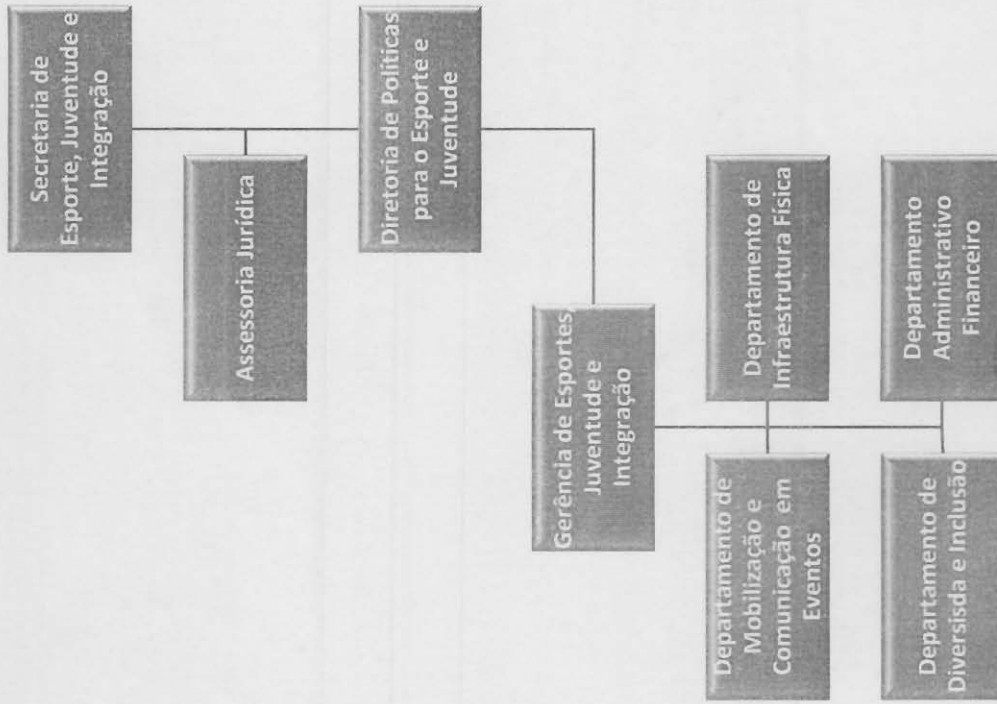 Secretaria de
Esporte, Juventude e
Integração
Assessoria Jurídica
Diretoria de Políticas
para o Esporte e
Juventude
Gerência de Esportes,
Juventude e
Integração
Departamento de
Mobilização e
Comunicação em
Eventos
Departamento de
Infraestrutura Física
Departamento de
Diversisda e Inclusão
Departamento
Administrativo
Financeiro